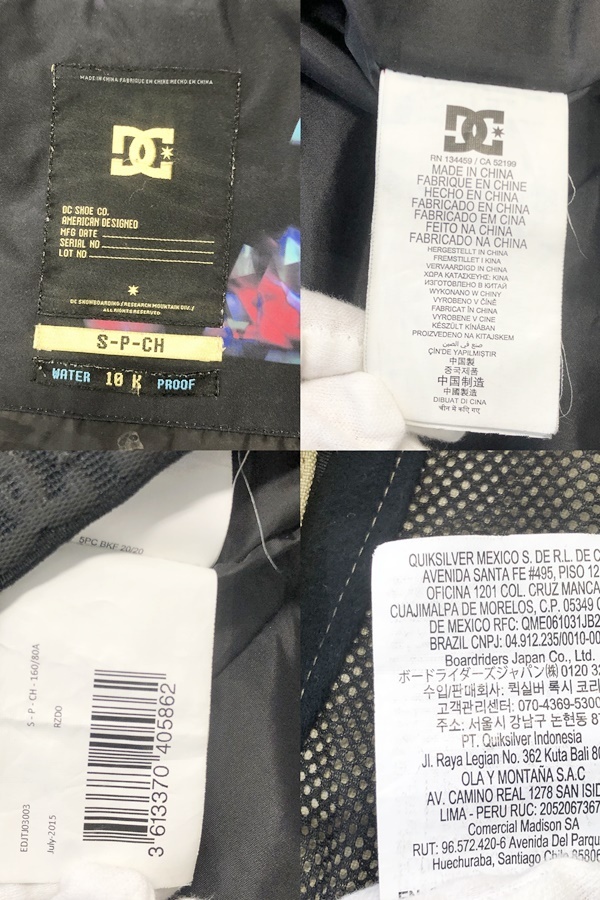 MADE IN CHINA FABRIQUE EN CHINE HECHO EN CHINA
DC
DC SHOE CO.
AMERICAN DESIGNED
MFG DATE
SERIAL NO
LOT NO
DC SNOWBOARDING/RESEARCH MOUNTAIN DIV./
ALL RIGHTS RESERVED
S-P-CH
WATER 10 K PROOF
DC
RN 134459 / CA 52199
MADE IN CHINA
FABRIQUE EN CHINE
HECHO EN CHINA
FABRICADO EN CHINA
FABRICADO EM CINA
FEITO NA CHINA
FABRICADO NA CHINA
HERGESTELLT IN CHINA
FREMSTILLET I KINA
VERVAARDIGD IN CHINA
ΧΩΡΑ ΚΑΤΑΣΚΕΥΗΣ: ΚΙΝΑ
ИЗГОТОВЛЕНО В КИТАЙ
WYKONANO W CHINY
VYROBENO V ČÍNĚ
FABRICAT IN CHINA
VYROBENE V CINE
KÉSZÜLT KÍNÁBAN
PROIZVEDENO NA KITAJSKEM
صنع في الصين
ÇİN'DE YAPILMIŞTIR
中国製
중국제품
中国制造
中國製造
DIBUAT DI CINA
चीन में बनाई गए
5PC BKF 20/20
S - P - CH - 160/80A
RZD0
EDJTJ03003
July-2015
3 613370 405862
QUIKSILVER MEXICO S. DE R.L. DE C
AVENIDA SANTA FE #495, PISO 12
OFICINA 1201 COL. CRUZ MANCA
CUAJIMALPA DE MORELOS, C.P. 05349 C
DE MEXICO RFC: QME061031JB2
BRAZIL CNPJ: 04.912.235/0010-00
Boardriders Japan Co., Ltd.
ボードライダーズジャパン(株) 0120 32
수입/판매회사: 퀵실버 록시 코리
고객관리센터: 070-4369-5300
주소: 서울시 강남구 논현동 8
PT. Quiksilver Indonesia
Jl. Raya Legian No. 362 Kuta Bali 80
OLA Y MONTAÑA S.A.C
AV. CAMINO REAL 1278 SAN ISID
LIMA - PERU RUC: 2052067367
Comercial Madison SA
RUT: 96.572.420-6 Avenida Del Parque
Huechuraba, Santiago Chile